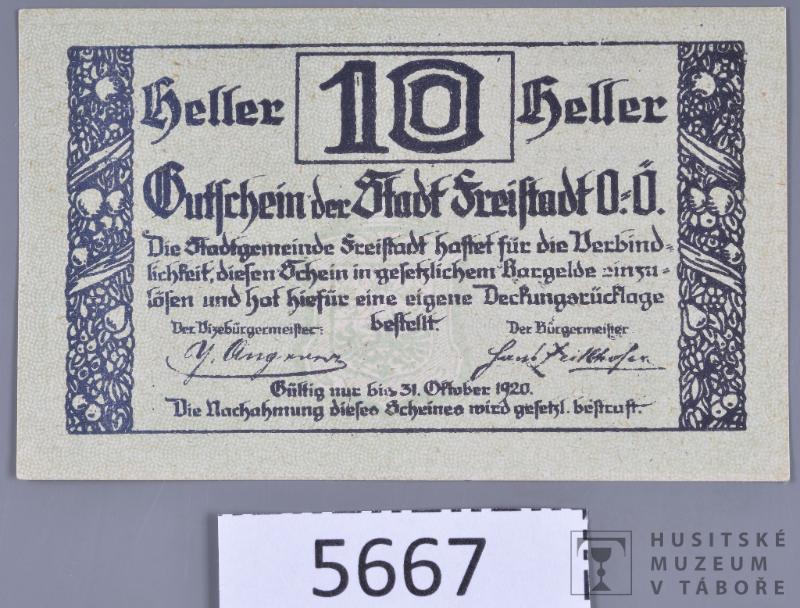 Heller 10 Heller
Gutschein der Stadt Freistadt O.-Ö.
Die Stadtgemeinde Freistadt haftet für die Verbind-
lichkeit, diesen Schein in gesetzlichem Bargelde einzu-
lösen und hat hiefür eine eigene Deckungsrücklage
bestellt.
Der Vizebürgermeister:
Der Bürgermeister
Gültig nur bis 31. Oktober 1920.
Die Nachahmung dieses Scheines wird gesetzl. bestraft.
5667
HUSITSKÉ
MUZEUM
V TÁBOŘE